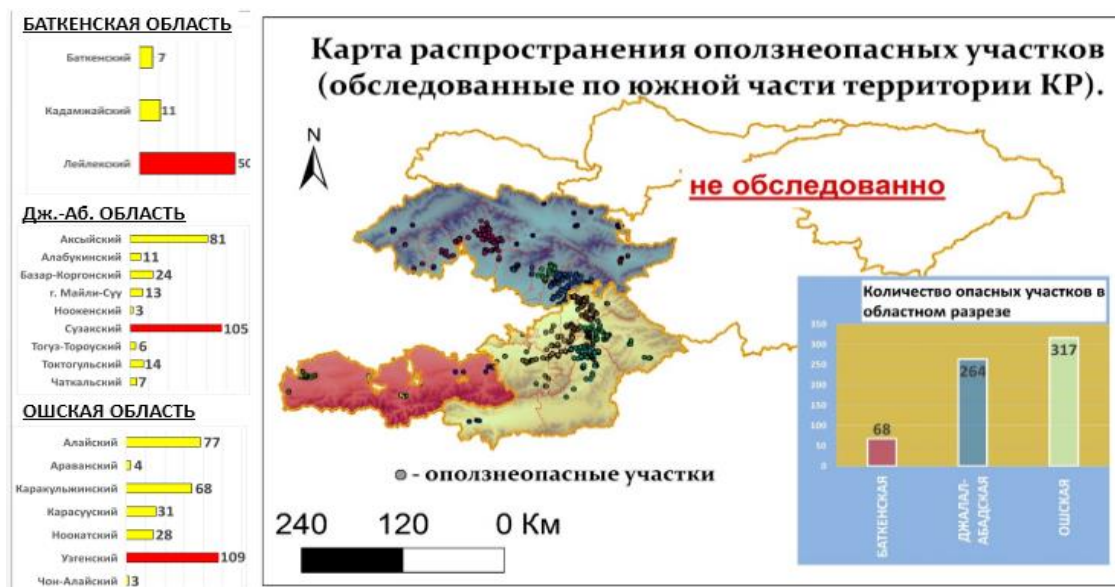 БАТКЕНСКАЯ ОБЛАСТЬ
Баткенский 7
Кадамжайский 11
Лейлекский 50
Дж.-Аб. ОБЛАСТЬ
Аксыйский 81
Алабукинский 11
Базар-Коргонский 24
г. Майли-Суу 13
Ноокенский 3
Сузакский 105
Тогуз-Тороуский 6
Токтогульский 14
Чаткальский 7
ОШСКАЯ ОБЛАСТЬ
Алайский 77
Араванский 4
Каракульжинский 68
Карасууский 31
Ноокатский 28
Узгенский 109
Чон-Алайский 3
Карта распространения оползнеопасных участков
(обследованные по южной части территории КР).
N
не обследованно
- оползнеопасные участки
240 120 0 Км
Количество опасных участков в
областном разрезе
350
300
250
200
150
100
50
0
68
264
317
БАТКЕНСКАЯ
ДЖАЛАЛ-
АБАДСКАЯ
ОШСКАЯ